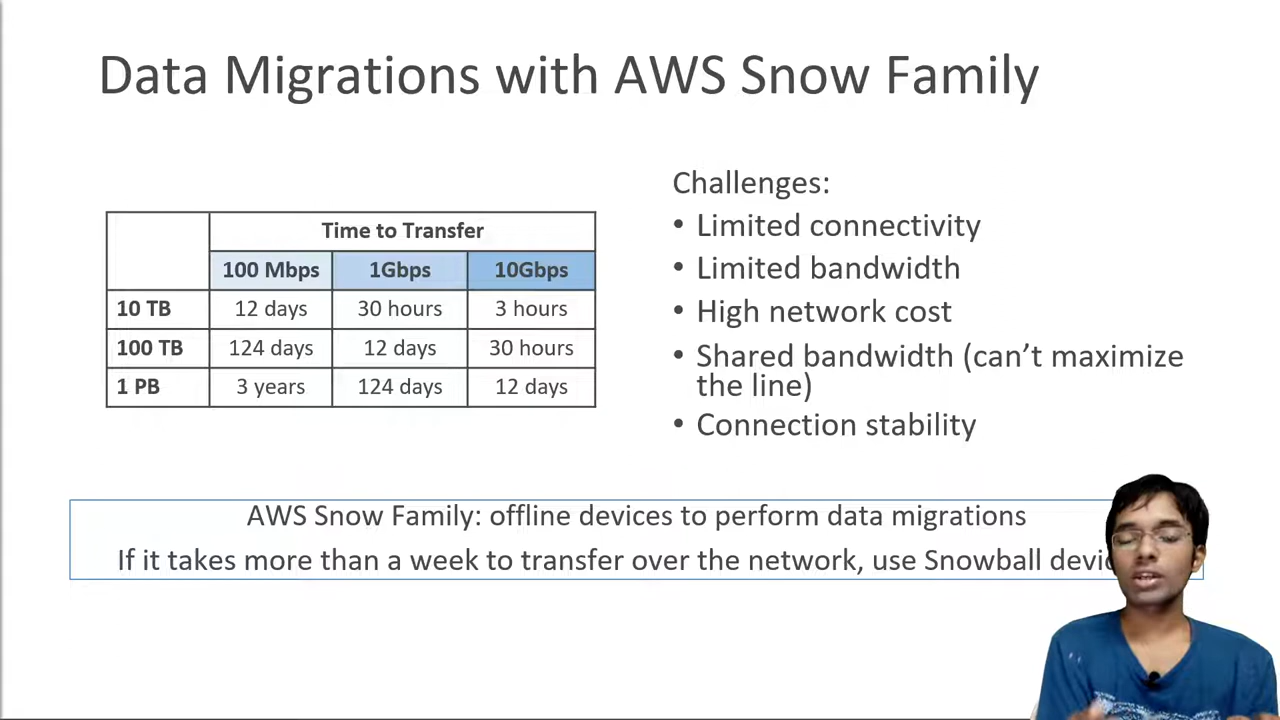 Data Migrations with AWS Snow Family
Time to Transfer
100 Mbps 1Gbps 10Gbps
10 TB 12 days 30 hours 3 hours
100 TB 124 days 12 days 30 hours
1 PB 3 years 124 days 12 days
Challenges:
• Limited connectivity
• Limited bandwidth
• High network cost
• Shared bandwidth (can’t maximize
the line)
• Connection stability
AWS Snow Family: offline devices to perform data migrations
If it takes more than a week to transfer over the network, use Snowball